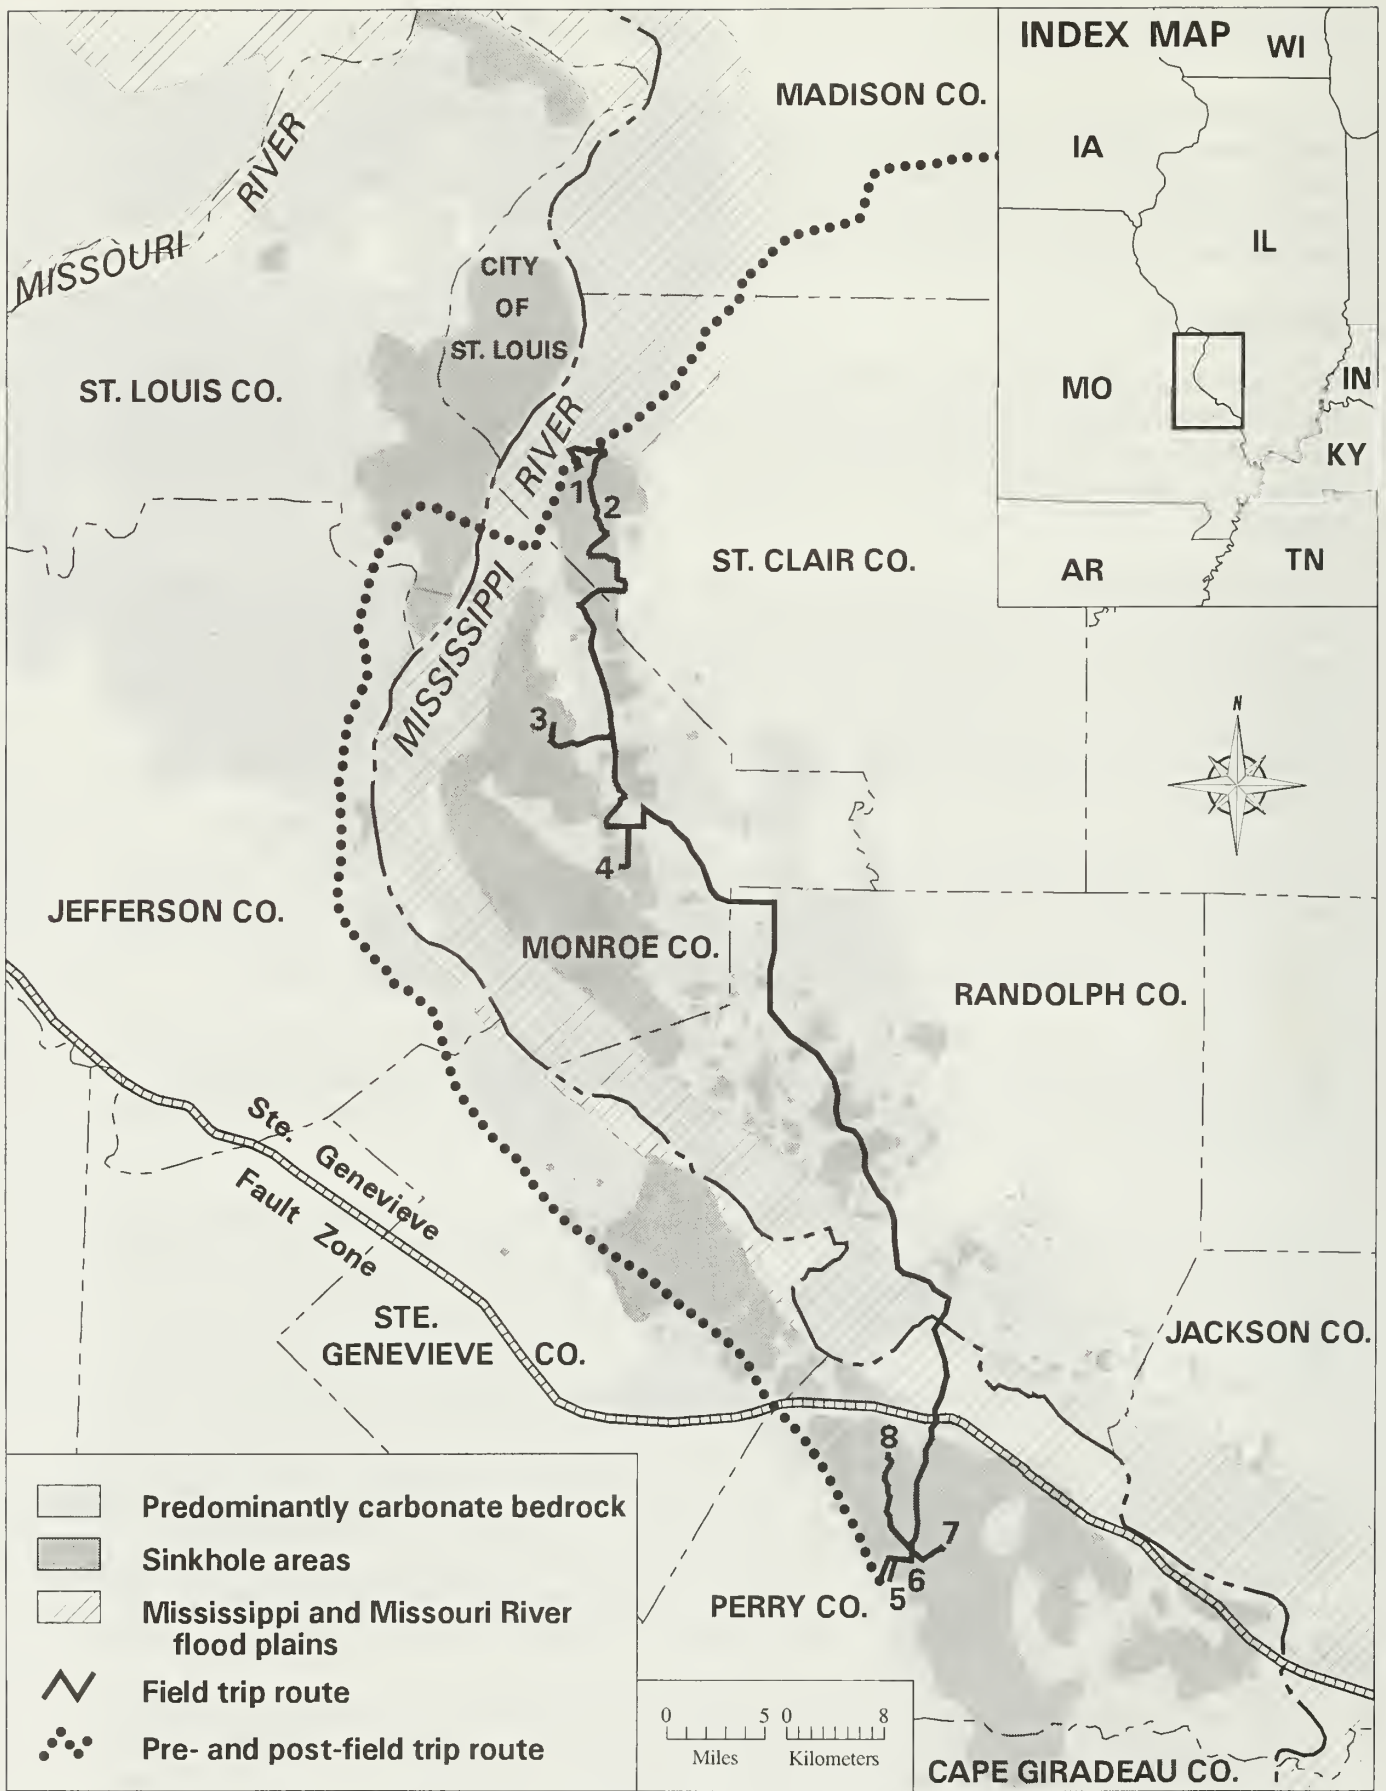 INDEX MAP
WI
IA
IL
MO
IN
KY
AR
TN
MADISON CO.
MISSOURI RIVER
CITY
OF
ST. LOUIS
ST. LOUIS CO.
MISSISSIPPI RIVER
1
2
ST. CLAIR CO.
N
3
4
JEFFERSON CO.
MONROE CO.
RANDOLPH CO.
Ste. Genevieve
Fault Zone
STE.
GENEVIEVE CO.
JACKSON CO.
8
7
6
5
PERRY CO.
CAPE GIRADEAU CO.
Predominantly carbonate bedrock
Sinkhole areas
Mississippi and Missouri River
flood plains
Field trip route
Pre- and post-field trip route
0 5 0 8
Miles Kilometers